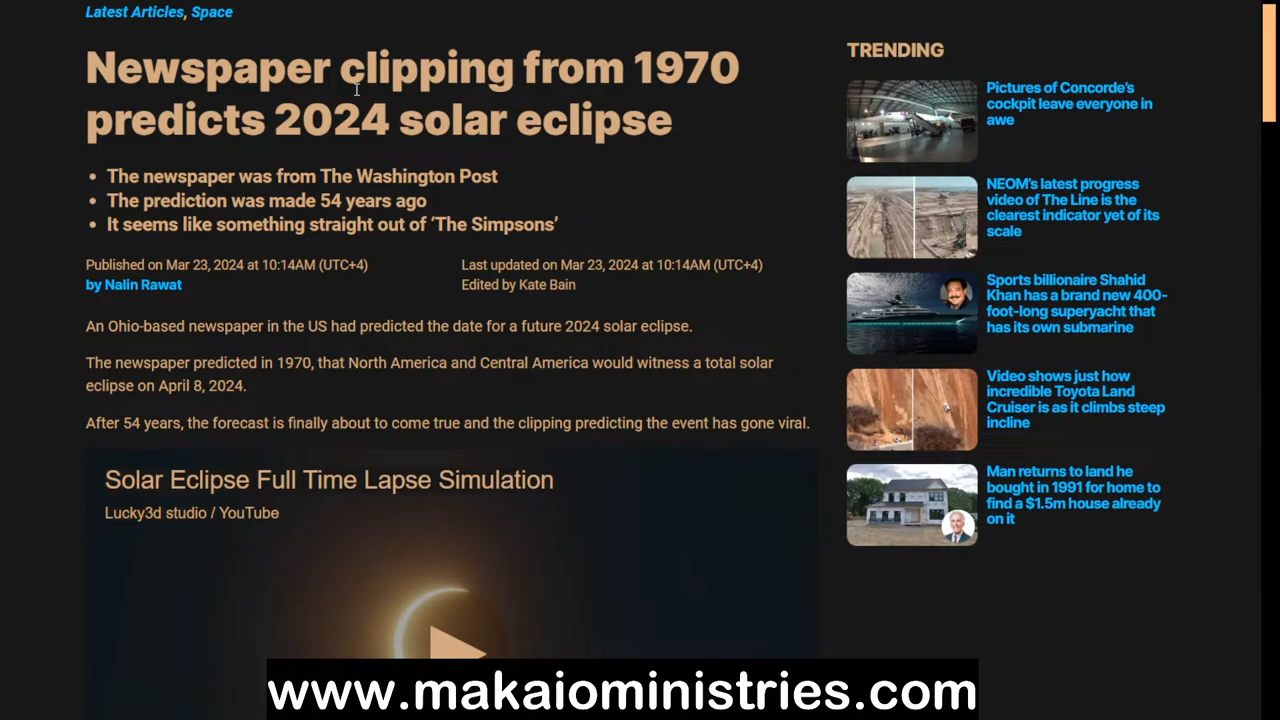 Latest Articles, Space
Newspaper clipping from 1970
predicts 2024 solar eclipse
• The newspaper was from The Washington Post
• The prediction was made 54 years ago
• It seems like something straight out of ‘The Simpsons’
Published on Mar 23, 2024 at 10:14AM (UTC+4)
by Nalin Rawat
Last updated on Mar 23, 2024 at 10:14AM (UTC+4)
Edited by Kate Bain
An Ohio-based newspaper in the US had predicted the date for a future 2024 solar eclipse.
The newspaper predicted in 1970, that North America and Central America would witness a total solar
eclipse on April 8, 2024.
After 54 years, the forecast is finally about to come true and the clipping predicting the event has gone viral.
Solar Eclipse Full Time Lapse Simulation
Lucky3d studio / YouTube
TRENDING
Pictures of Concorde’s
cockpit leave everyone in
awe
NEOM’s latest progress
video of The Line is the
clearest indicator yet of its
scale
Sports billionaire Shahid
Khan has a brand new 400-
foot-long superyacht that
has its own submarine
Video shows just how
incredible Toyota Land
Cruiser is as it climbs steep
incline
Man returns to land he
bought in 1991 for home to
find a $1.5m house already
on it
www.makaioministries.com